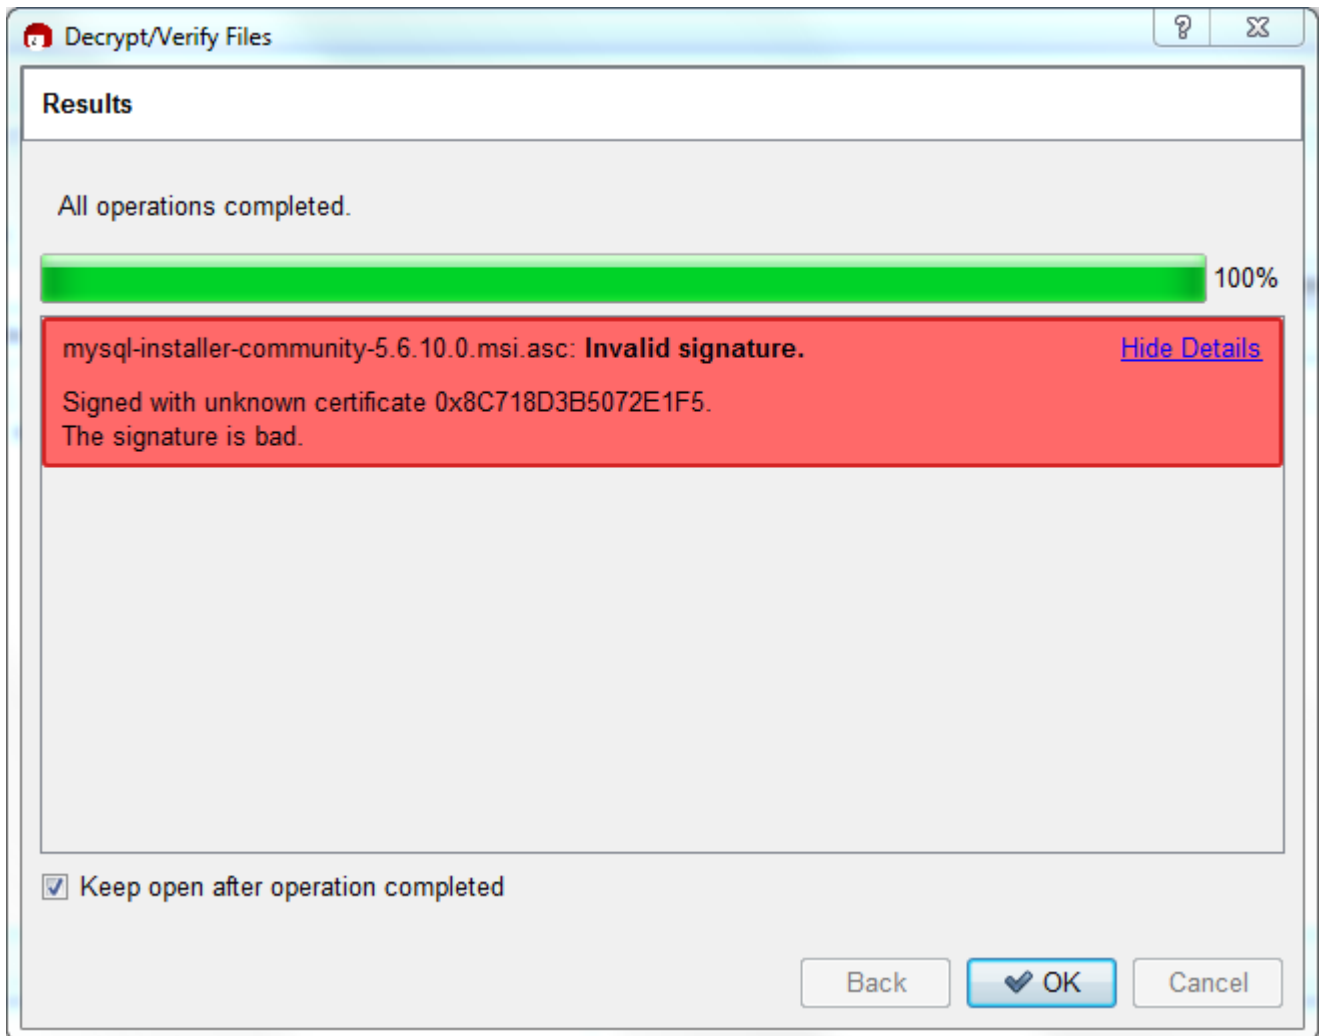 Decrypt/Verify Files
Results
All operations completed.
100%
mysql-installer-community-5.6.10.0.msi.asc: Invalid signature. Hide Details
Signed with unknown certificate 0x8C718D3B5072E1F5.
The signature is bad.
Keep open after operation completed
Back OK Cancel